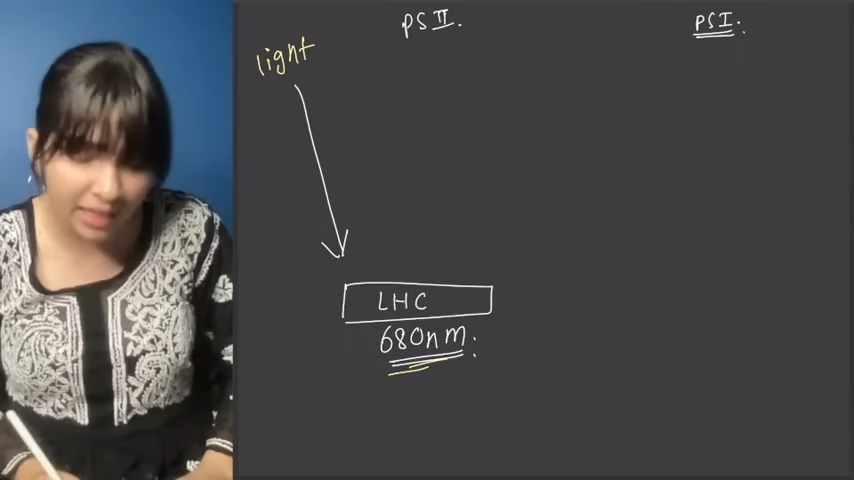 PS II.
PS I.
light
LHC
680nm